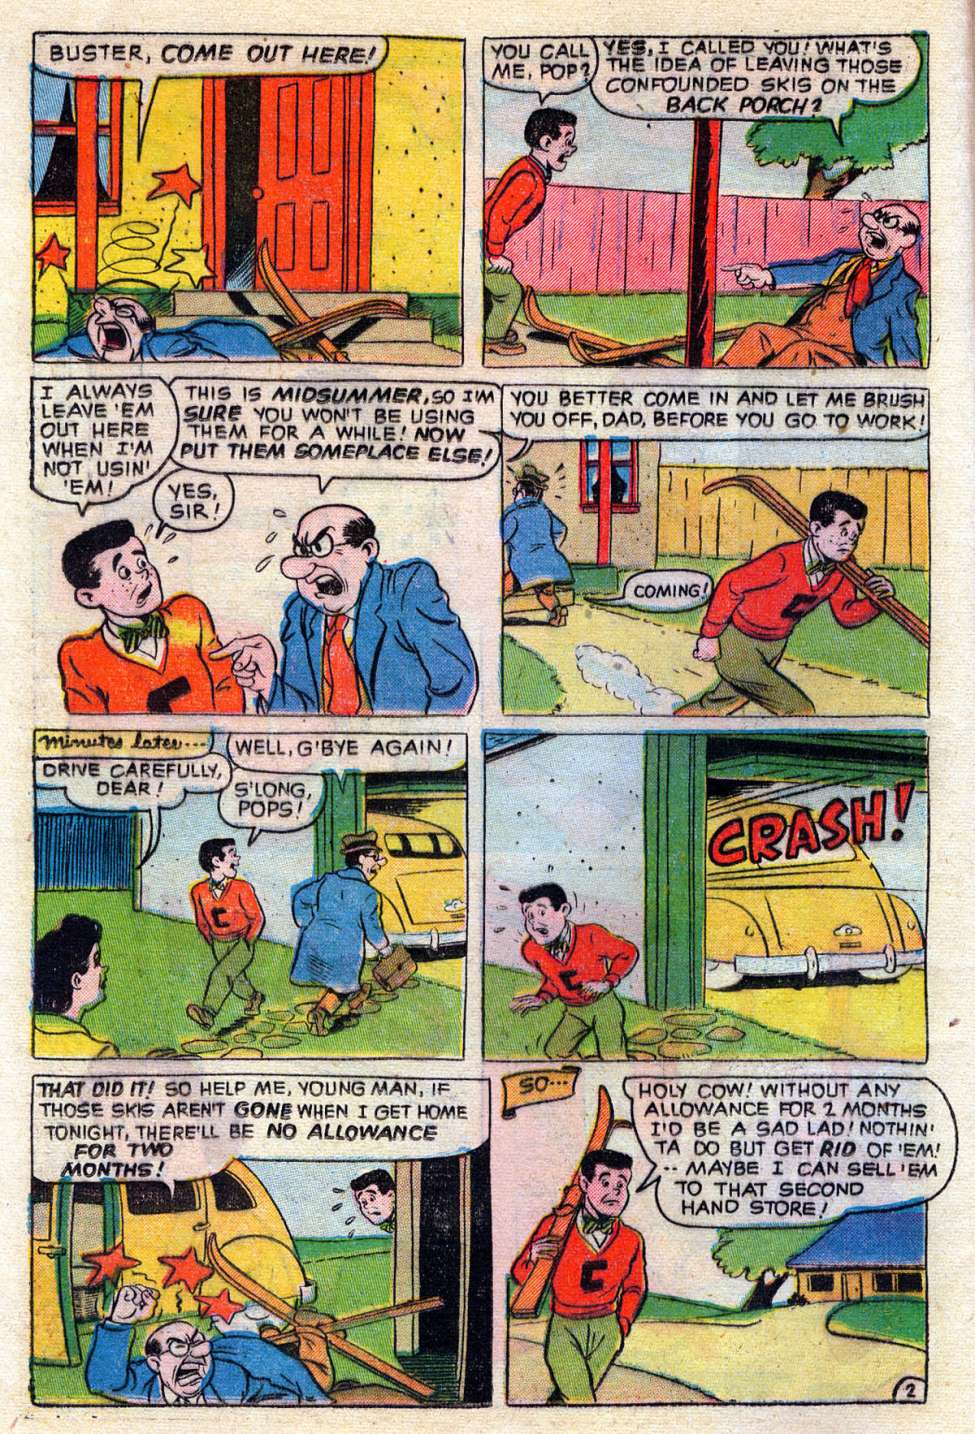 BUSTER, COME OUT HERE!
YOU CALL
ME, POP?
YES, I CALLED YOU! WHAT'S
THE IDEA OF LEAVING THOSE
CONFOUNDED SKIS ON THE
BACK PORCH?
I ALWAYS
LEAVE 'EM
OUT HERE
WHEN I'M
NOT USIN'
'EM!
THIS IS MIDSUMMER, SO I'M
SURE YOU WON'T BE USING
THEM FOR A WHILE! NOW
PUT THEM SOMEPLACE ELSE!
YES,
SIR!
C
YOU BETTER COME IN AND LET ME BRUSH
YOU OFF, DAD, BEFORE YOU GO TO WORK!
COMING!
C
Minutes later...
DRIVE CAREFULLY,
DEAR!
WELL, G'BYE AGAIN!
S'LONG,
POPS!
C
CRASH!
C
THAT DID IT! SO HELP ME, YOUNG MAN, IF
THOSE SKIS AREN'T GONE WHEN I GET HOME
TONIGHT, THERE'LL BE NO ALLOWANCE
FOR TWO
MONTHS!
SO...
HOLY COW! WITHOUT ANY
ALLOWANCE FOR 2 MONTHS
I'D BE A SAD LAD! NOTHIN'
TA DO BUT GET RID OF 'EM!
-- MAYBE I CAN SELL 'EM
TO THAT SECOND
HAND STORE!
C
2